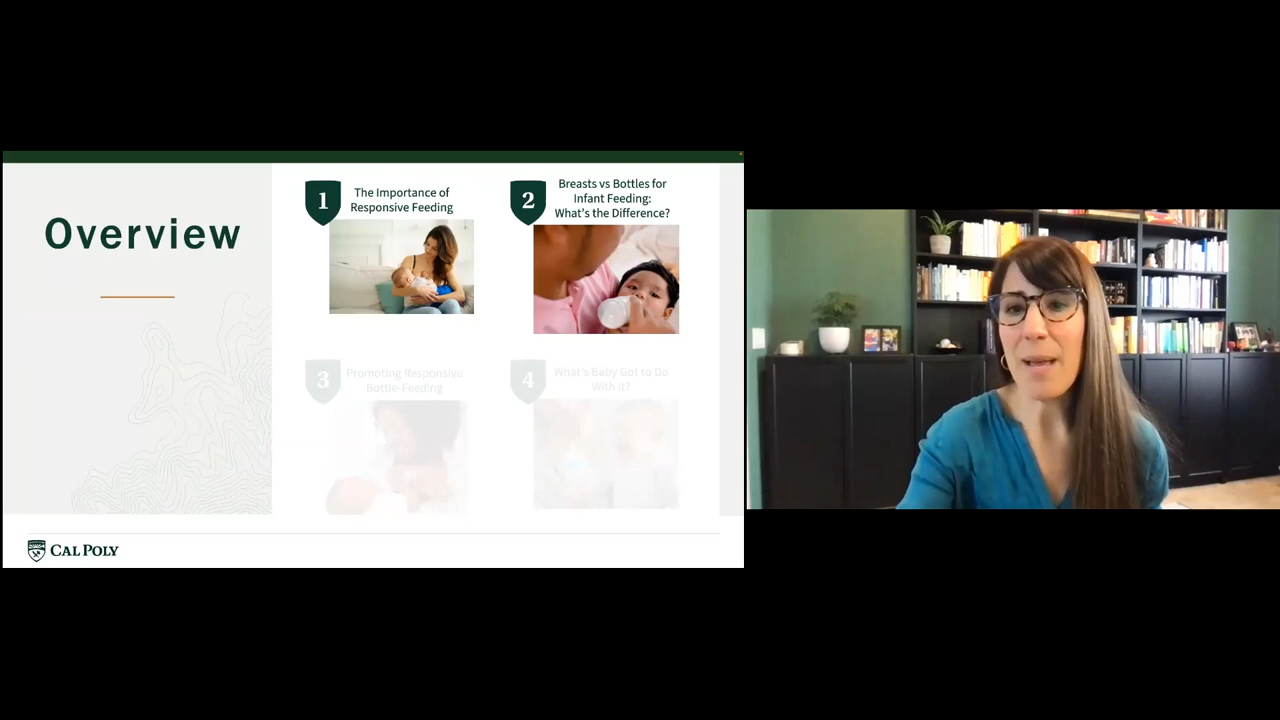 Overview
1
The Importance of
Responsive Feeding
2
Breasts vs Bottles for
Infant Feeding:
What's the Difference?
3
Promoting Responsive
Bottle-Feeding
4
What's Baby Got to Do
With It?
CAL POLY